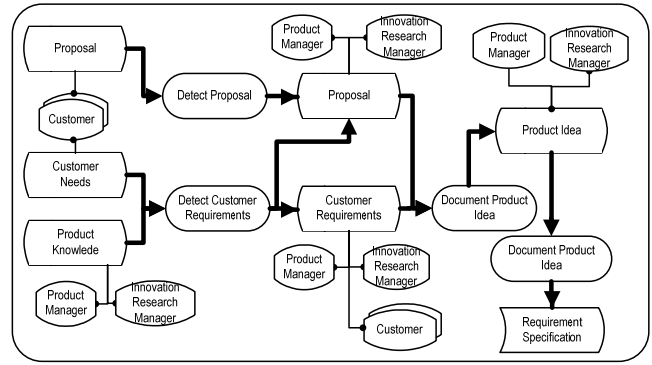 Proposal
Customer
Customer
Needs
Product
Knowlede
Product
Manager
Innovation
Research
Manager
Detect Proposal
Detect Customer
Requirements
Product
Manager
Innovation
Research
Manager
Proposal
Customer
Requirements
Product
Manager
Innovation
Research
Manager
Customer
Document Product
Idea
Product
Manager
Innovation
Research
Manager
Product Idea
Document Product
Idea
Requirement
Specification